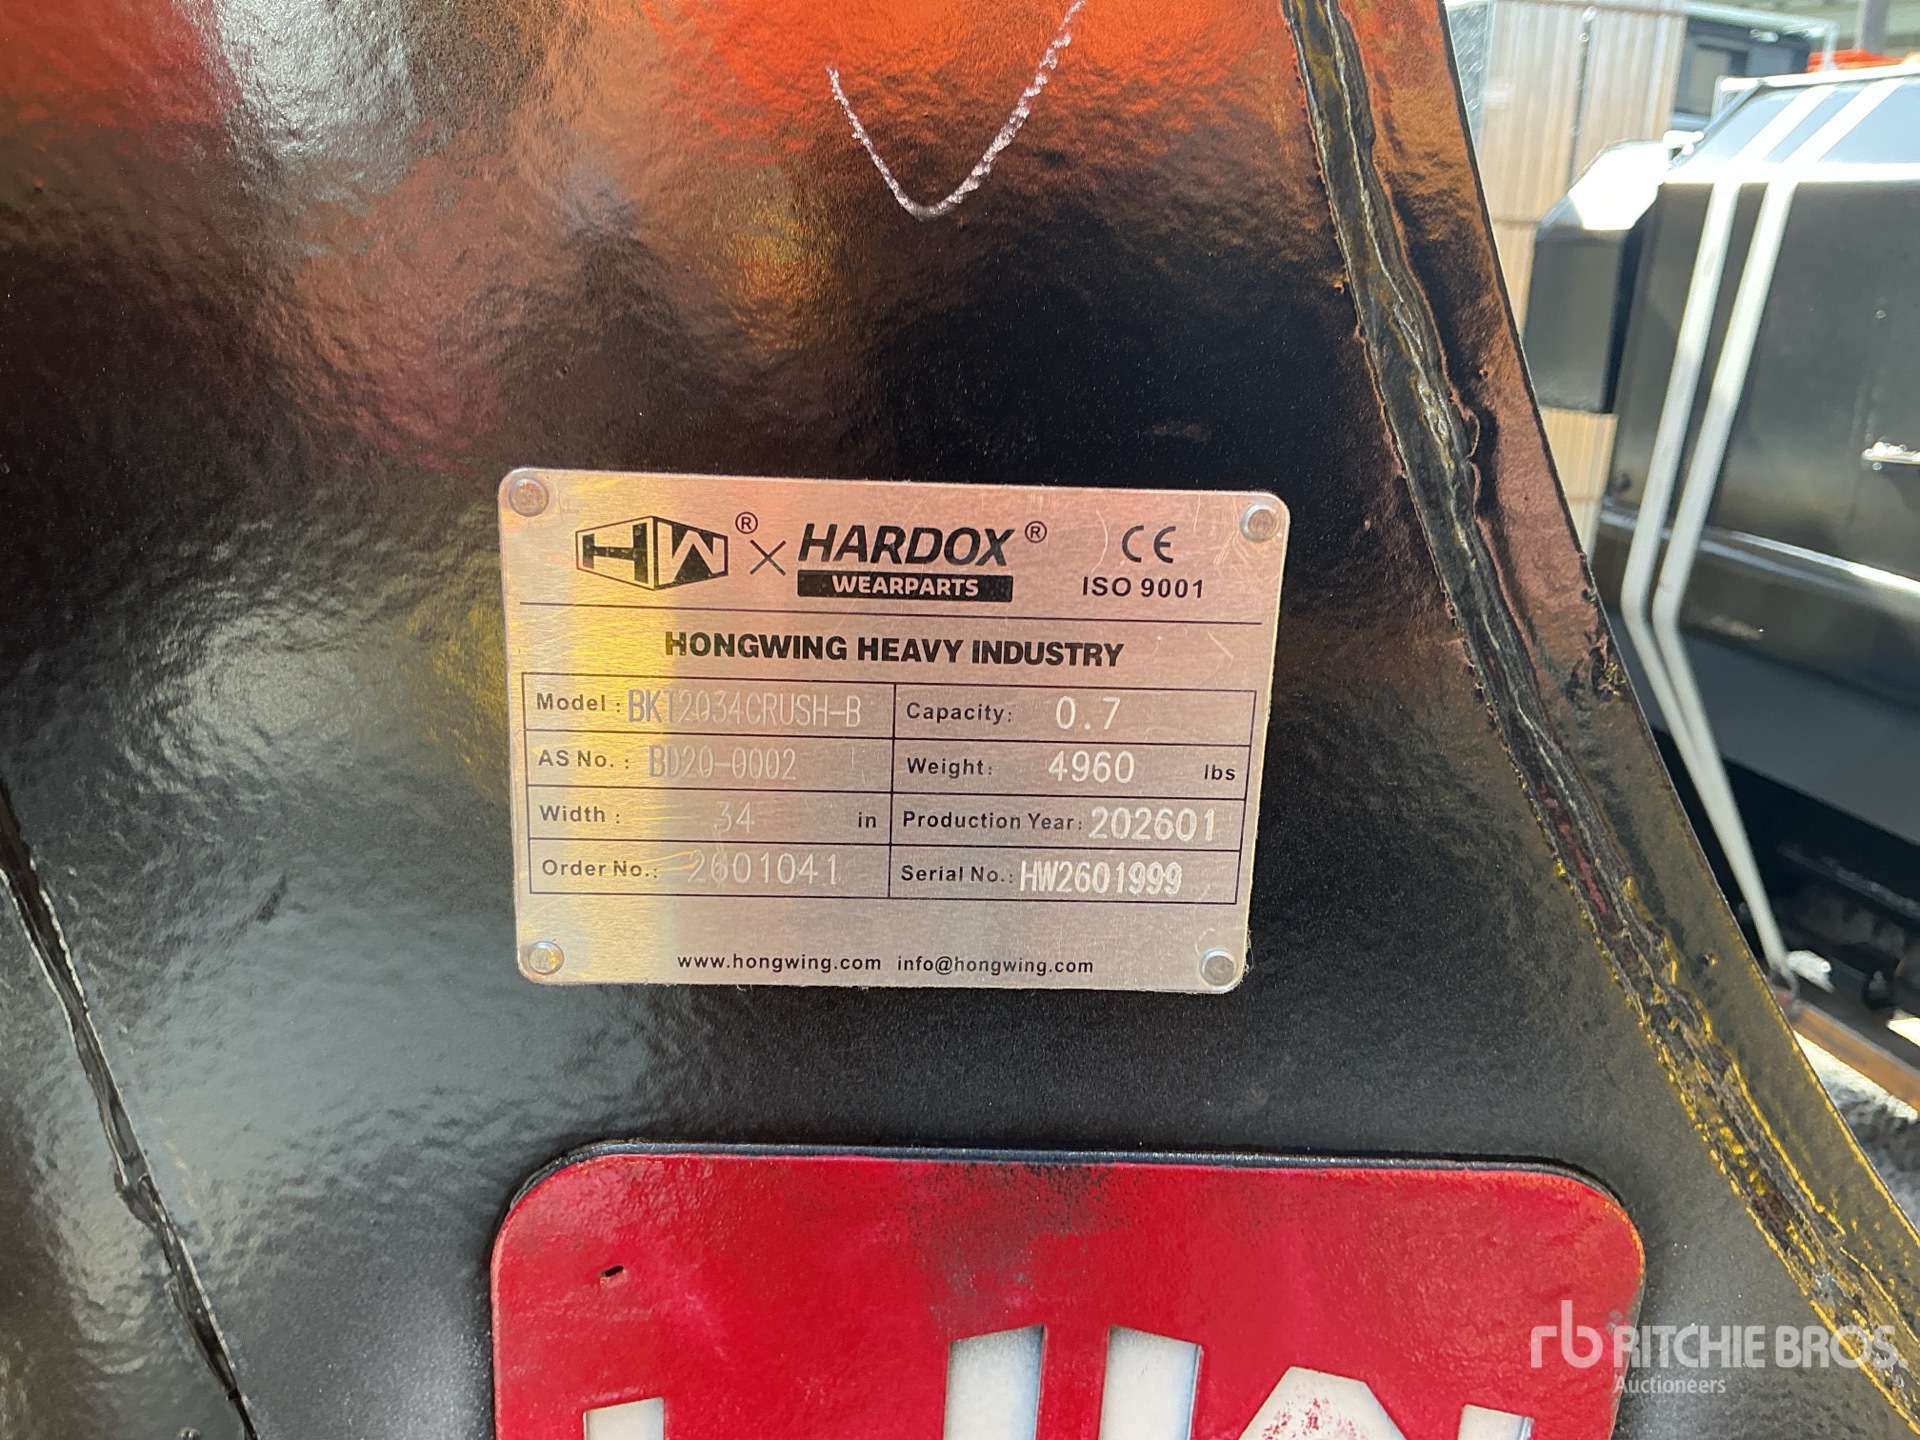 HW® × HARDOX® CE
WEARPARTS ISO 9001
HONGWING HEAVY INDUSTRY
Model : BKT2034CRUSH-B Capacity: 0.7
AS No. : BD20-0002 Weight: 4960 lbs
Width : 34 in Production Year: 202601
Order No.: 2601041 Serial No.: HW2601999
www.hongwing.com info@hongwing.com
rb RITCHIE BROS.
Auctioneers